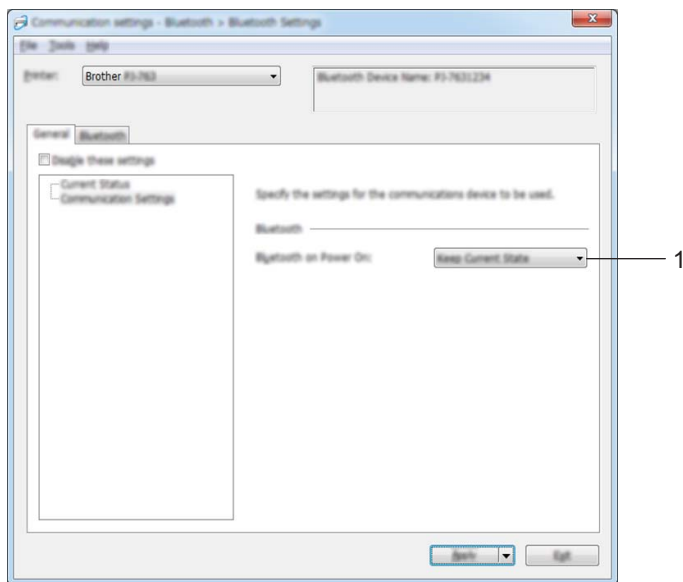 Communication settings - Bluetooth > Bluetooth Settings
File Tools Help
Printer:
Brother PJ-763
Bluetooth Device Name: PJ-7631234
General
Bluetooth
Disable these settings
Current Status
Communication Settings
Specify the settings for the communications device to be used.
Bluetooth
Bluetooth on Power On:
Keep Current State
1
Apply
Exit